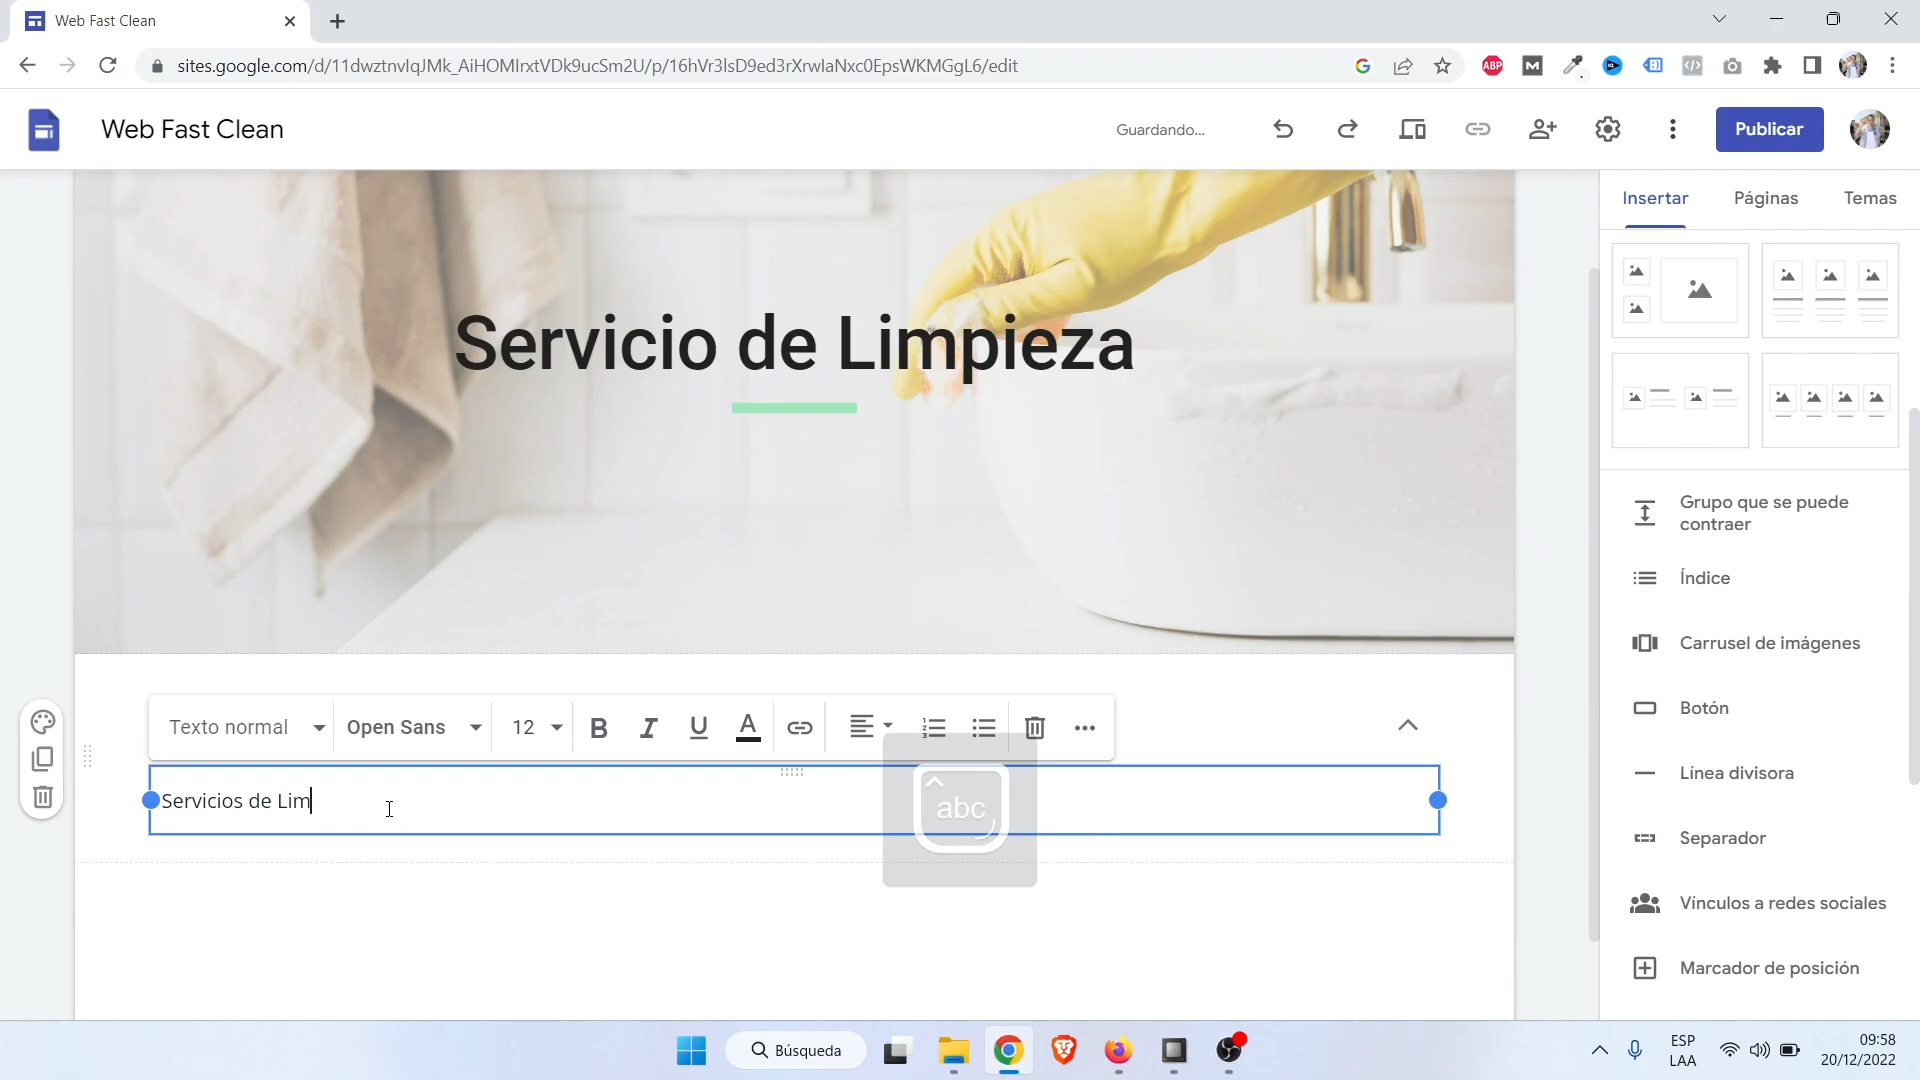 Web Fast Clean
sites.google.com/d/11dwztnvlqJMk_AiHOMIrxtVDk9ucSm2U/p/16hVr3lsD9ed3rXrwlaNxc0EpsWKMGgL6/edit
ABP
Web Fast Clean
Guardando...
Publicar
Insertar
Páginas
Temas
Servicio de Limpieza
Grupo que se puede
contraer
Índice
Carrusel de imágenes
Botón
Línea divisora
Separador
Vínculos a redes sociales
Marcador de posición
Texto normal
Open Sans
12
B
I
U
A
Servicios de Lim
abc
Búsqueda
ESP
LAA
09:58
20/12/2022